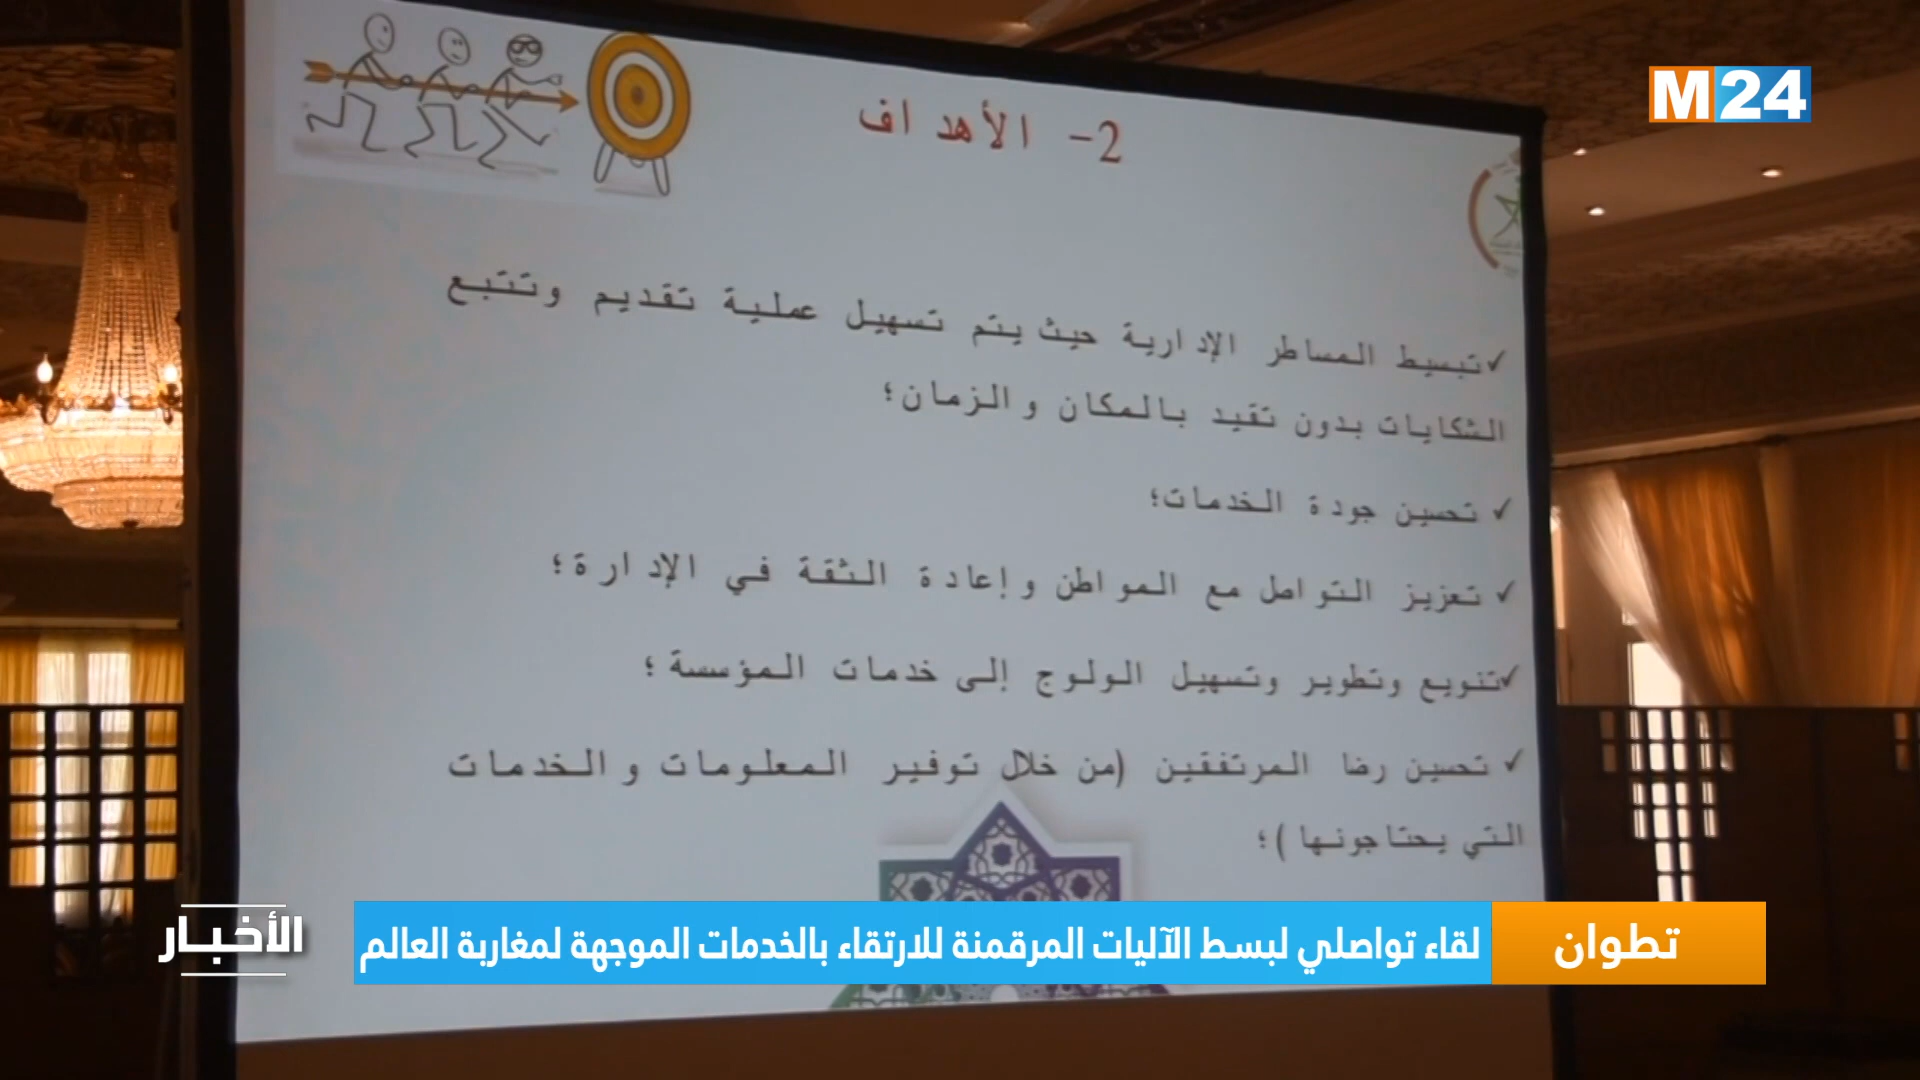 M24
2- الأهداف
✓تبسيط المساطر الإدارية حيث يتم تسهيل عملية تقديم وتتبع
الشكايات بدون تقيد بالمكان والزمان؛
✓ تحسين جودة الخدمات؛
✓ تعزيز التواصل مع المواطن وإعادة الثقة في الإدارة؛
✓تنويع وتطوير وتسهيل الولوج إلى خدمات المؤسسة؛
✓ تحسين رضا المرتفقين (من خلال توفير المعلومات والخدمات
التي يحتاجونها)؛
تطوان
لقاء تواصلي لبسط الآليات المرقمنة للارتقاء بالخدمات الموجهة لمغاربة العالم
الأخبار